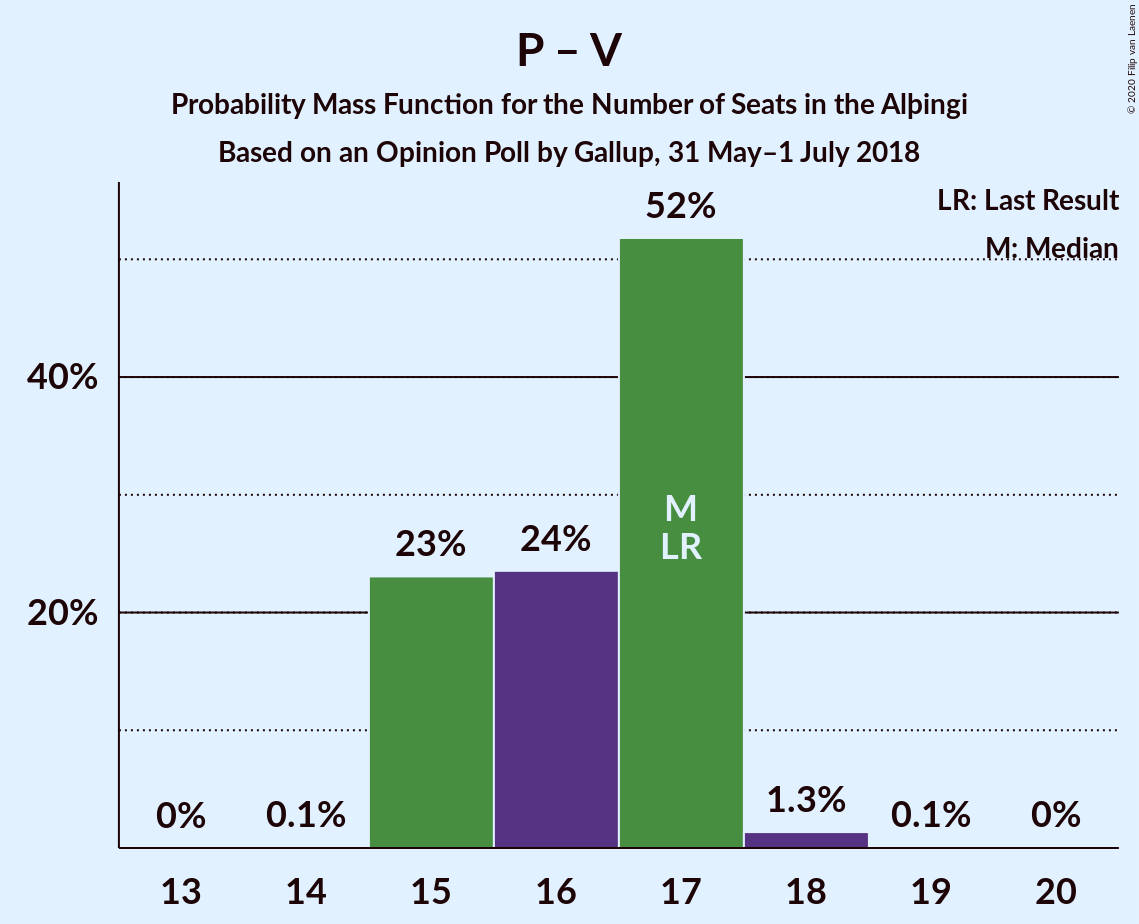 P – V
Probability Mass Function for the Number of Seats in the Alþingi
Based on an Opinion Poll by Gallup, 31 May–1 July 2018
© 2020 Filip van Laenen
LR: Last Result
M: Median
40%
20%
0%
0.1%
23%
24%
52%
1.3%
0.1%
0%
M
LR
13 14 15 16 17 18 19 20